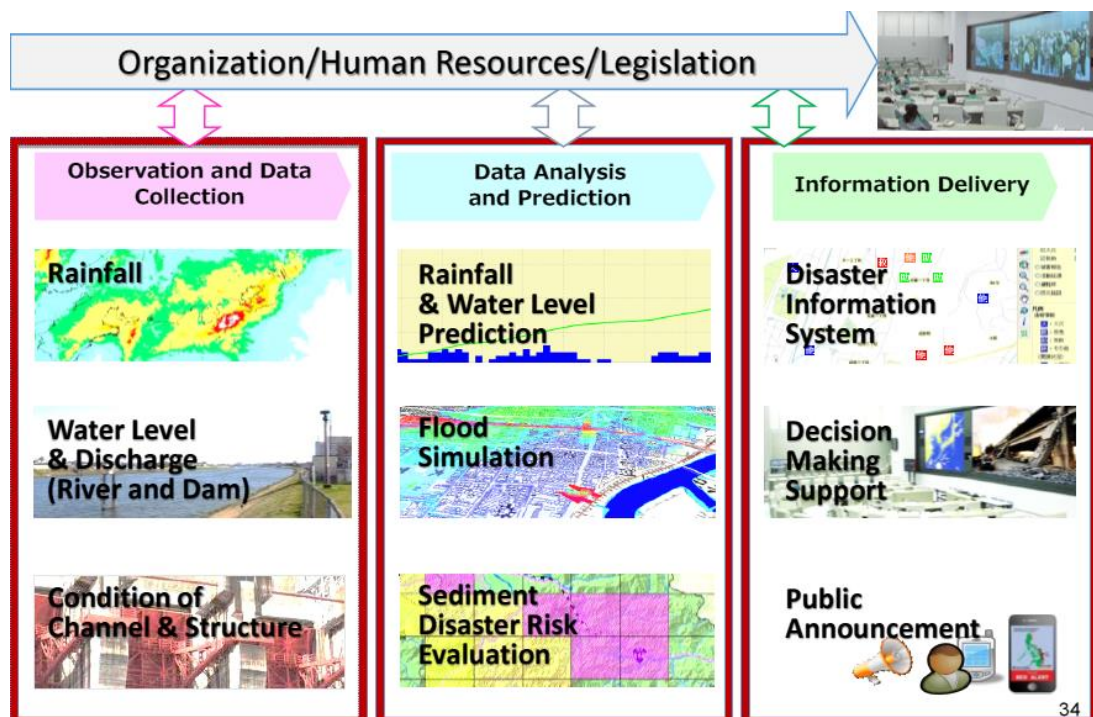 Organization/Human Resources/Legislation
Observation and Data
Collection
Rainfall
Water Level
& Discharge
(River and Dam)
Condition of
Channel & Structure
Data Analysis
and Prediction
Rainfall
& Water Level
Prediction
Flood
Simulation
Sediment
Disaster Risk
Evaluation
Information Delivery
Disaster
Information
System
Decision
Making
Support
Public
Announcement
34